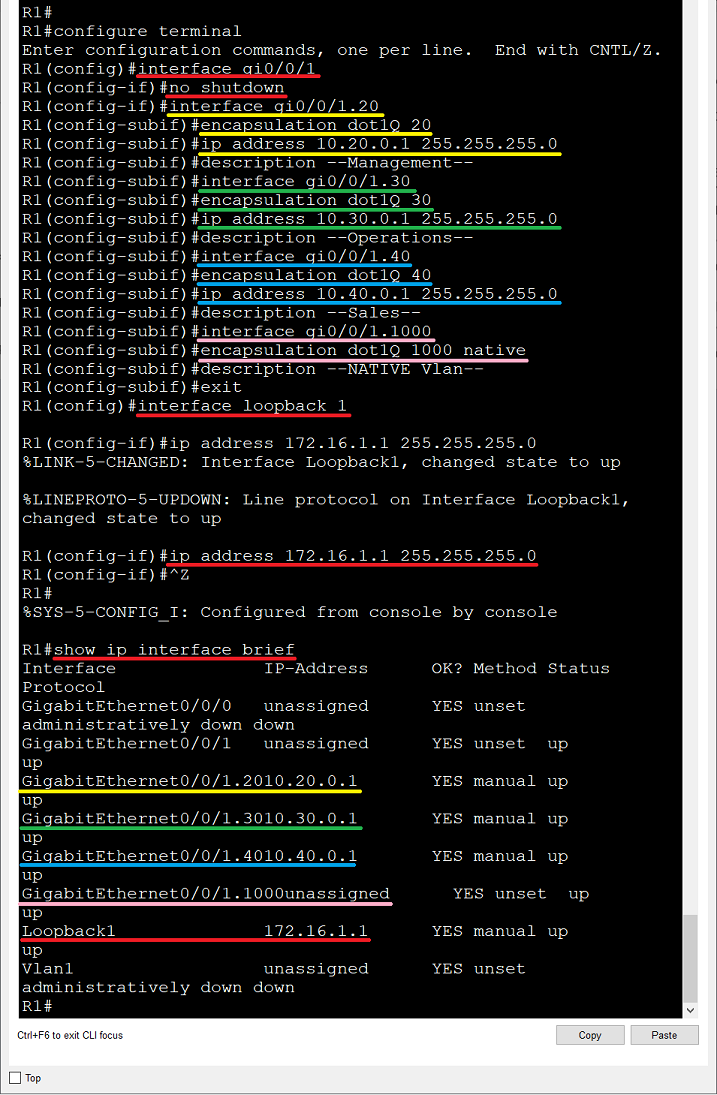 R1#
R1#configure terminal
Enter configuration commands, one per line.  End with CNTL/Z.
R1(config)#interface gi0/0/1
R1(config-if)#no shutdown
R1(config-if)#interface gi0/0/1.20
R1(config-subif)#encapsulation dot1Q 20
R1(config-subif)#ip address 10.20.0.1 255.255.255.0
R1(config-subif)#description --Management--
R1(config-subif)#interface gi0/0/1.30
R1(config-subif)#encapsulation dot1Q 30
R1(config-subif)#ip address 10.30.0.1 255.255.255.0
R1(config-subif)#description --Operations--
R1(config-subif)#interface gi0/0/1.40
R1(config-subif)#encapsulation dot1Q 40
R1(config-subif)#ip address 10.40.0.1 255.255.255.0
R1(config-subif)#description --Sales--
R1(config-subif)#interface gi0/0/1.1000
R1(config-subif)#encapsulation dot1Q 1000 native
R1(config-subif)#description --NATIVE Vlan--
R1(config-subif)#exit
R1(config)#interface loopback 1
R1(config-if)#ip address 172.16.1.1 255.255.255.0
%LINK-5-CHANGED: Interface Loopback1, changed state to up
%LINEPROTO-5-UPDOWN: Line protocol on Interface Loopback1,
changed state to up
R1(config-if)#ip address 172.16.1.1 255.255.255.0
R1(config-if)#^Z
R1#
%SYS-5-CONFIG_I: Configured from console by console
R1#show ip interface brief
Interface              IP-Address      OK? Method Status
Protocol
GigabitEthernet0/0/0   unassigned      YES unset
administratively down down
GigabitEthernet0/0/1   unassigned      YES unset  up
up
GigabitEthernet0/0/1.2010.20.0.1       YES manual up
up
GigabitEthernet0/0/1.3010.30.0.1       YES manual up
up
GigabitEthernet0/0/1.4010.40.0.1       YES manual up
up
GigabitEthernet0/0/1.1000unassigned      YES unset  up
up
Loopback1              172.16.1.1      YES manual up
up
Vlan1                  unassigned      YES unset
administratively down down
R1#
Ctrl+F6 to exit CLI focus
Copy
Paste
Top